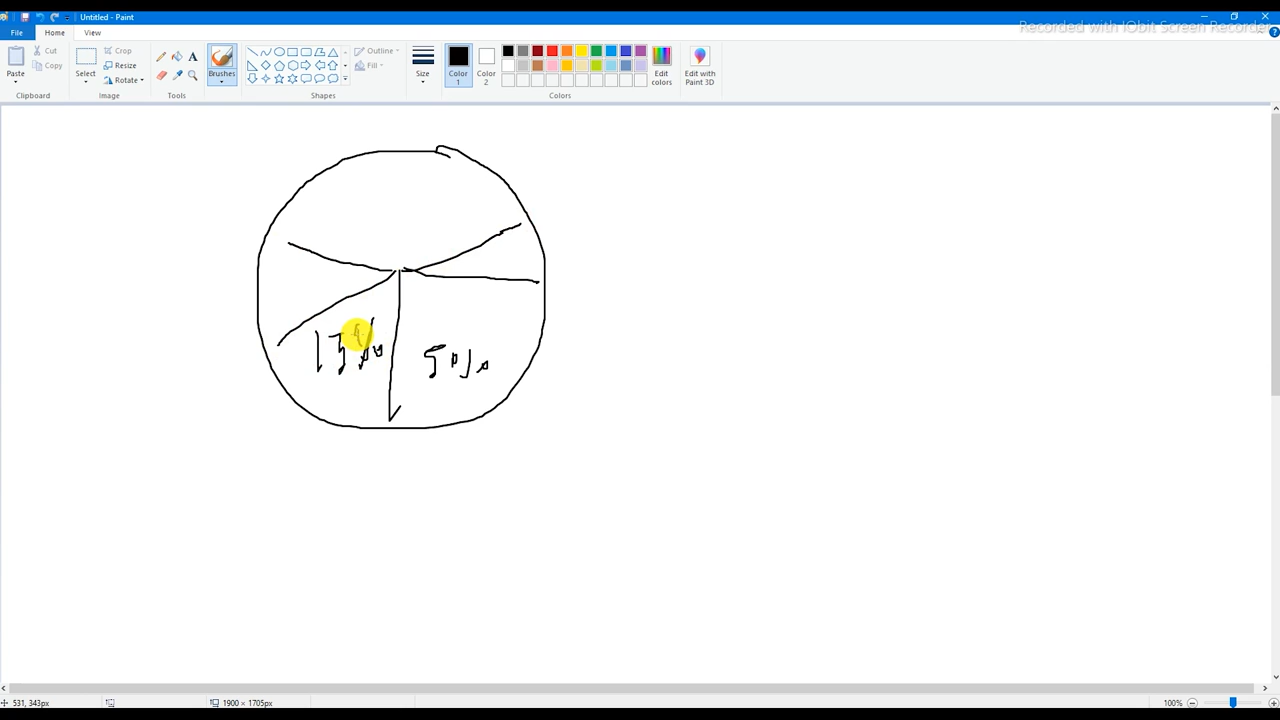 Untitled - Paint
Recorded with IObit Screen Recorder
File Home View
Paste
Cut
Copy
Clipboard
Select
Crop
Resize
Rotate
Image
Tools
Brushes
Outline
Fill
Shapes
Size
Color 1
Color 2
Edit colors
Edit with Paint 3D
Colors
15%
50%
531, 343px
1900 × 1705px
100%